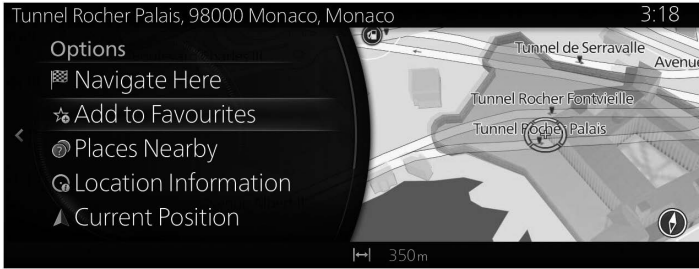 Tunnel Rocher Palais, 98000 Monaco, Monaco
3:18
Options
Navigate Here
Add to Favourites
Places Nearby
Location Information
Current Position
Tunnel de Serravalle
Avenue
Tunnel Rocher Fontvieille
Tunnel Rocher Palais
350m